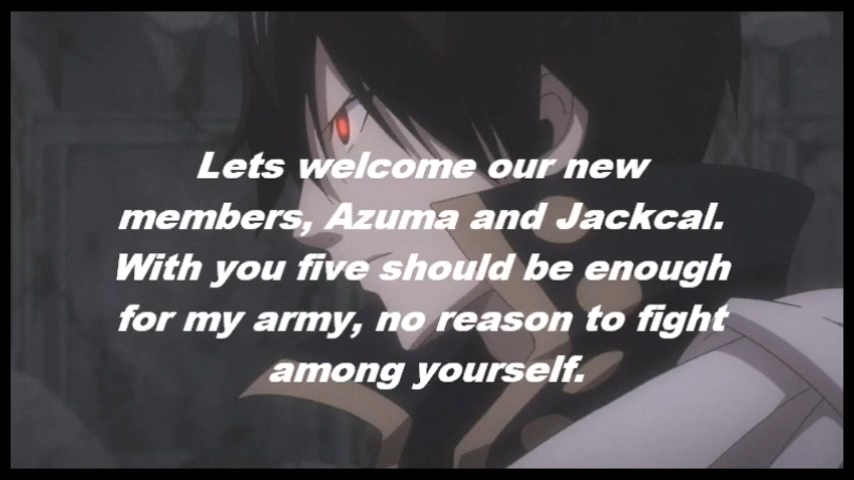 Lets welcome our new
members, Azuma and Jackcal.
With you five should be enough
for my army, no reason to fight
among yourself.